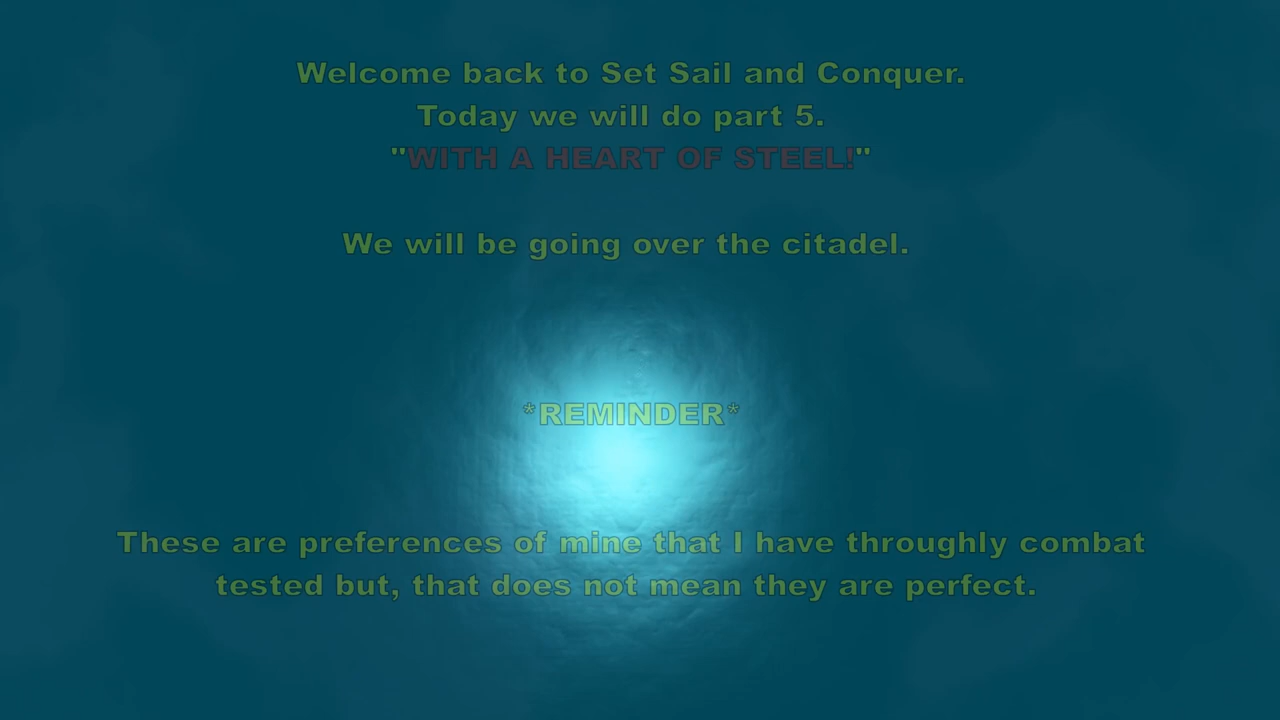 Welcome back to Set Sail and Conquer.
Today we will do part 5.
"WITH A HEART OF STEEL!"
We will be going over the citadel.
*REMINDER*
These are preferences of mine that I have throughly combat
tested but, that does not mean they are perfect.